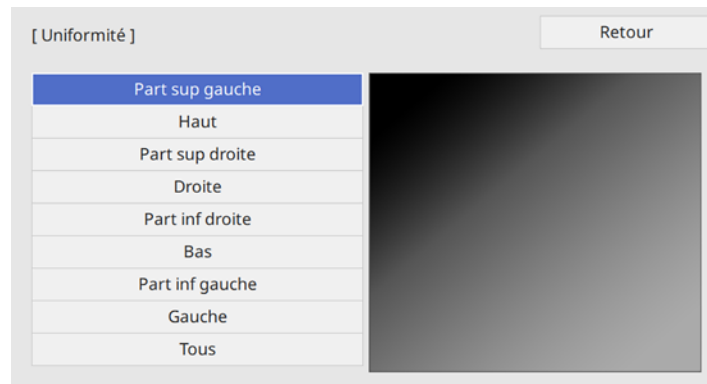 [ Uniformité ]
Retour
Part sup gauche
Haut
Part sup droite
Droite
Part inf droite
Bas
Part inf gauche
Gauche
Tous